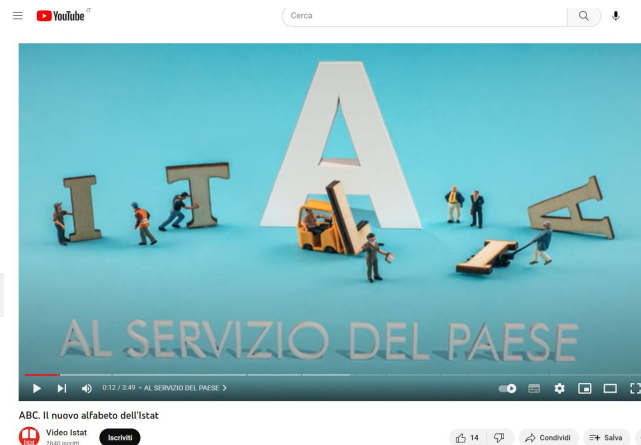 YouTube IT
Cerca
A
I T L I A
AL SERVIZIO DEL PAESE
0:12 / 3:49 • AL SERVIZIO DEL PAESE >
ABC. Il nuovo alfabeto dell'Istat
Istat
Video Istat
2840 iscritti
Iscriviti
14
Condividi
Salva